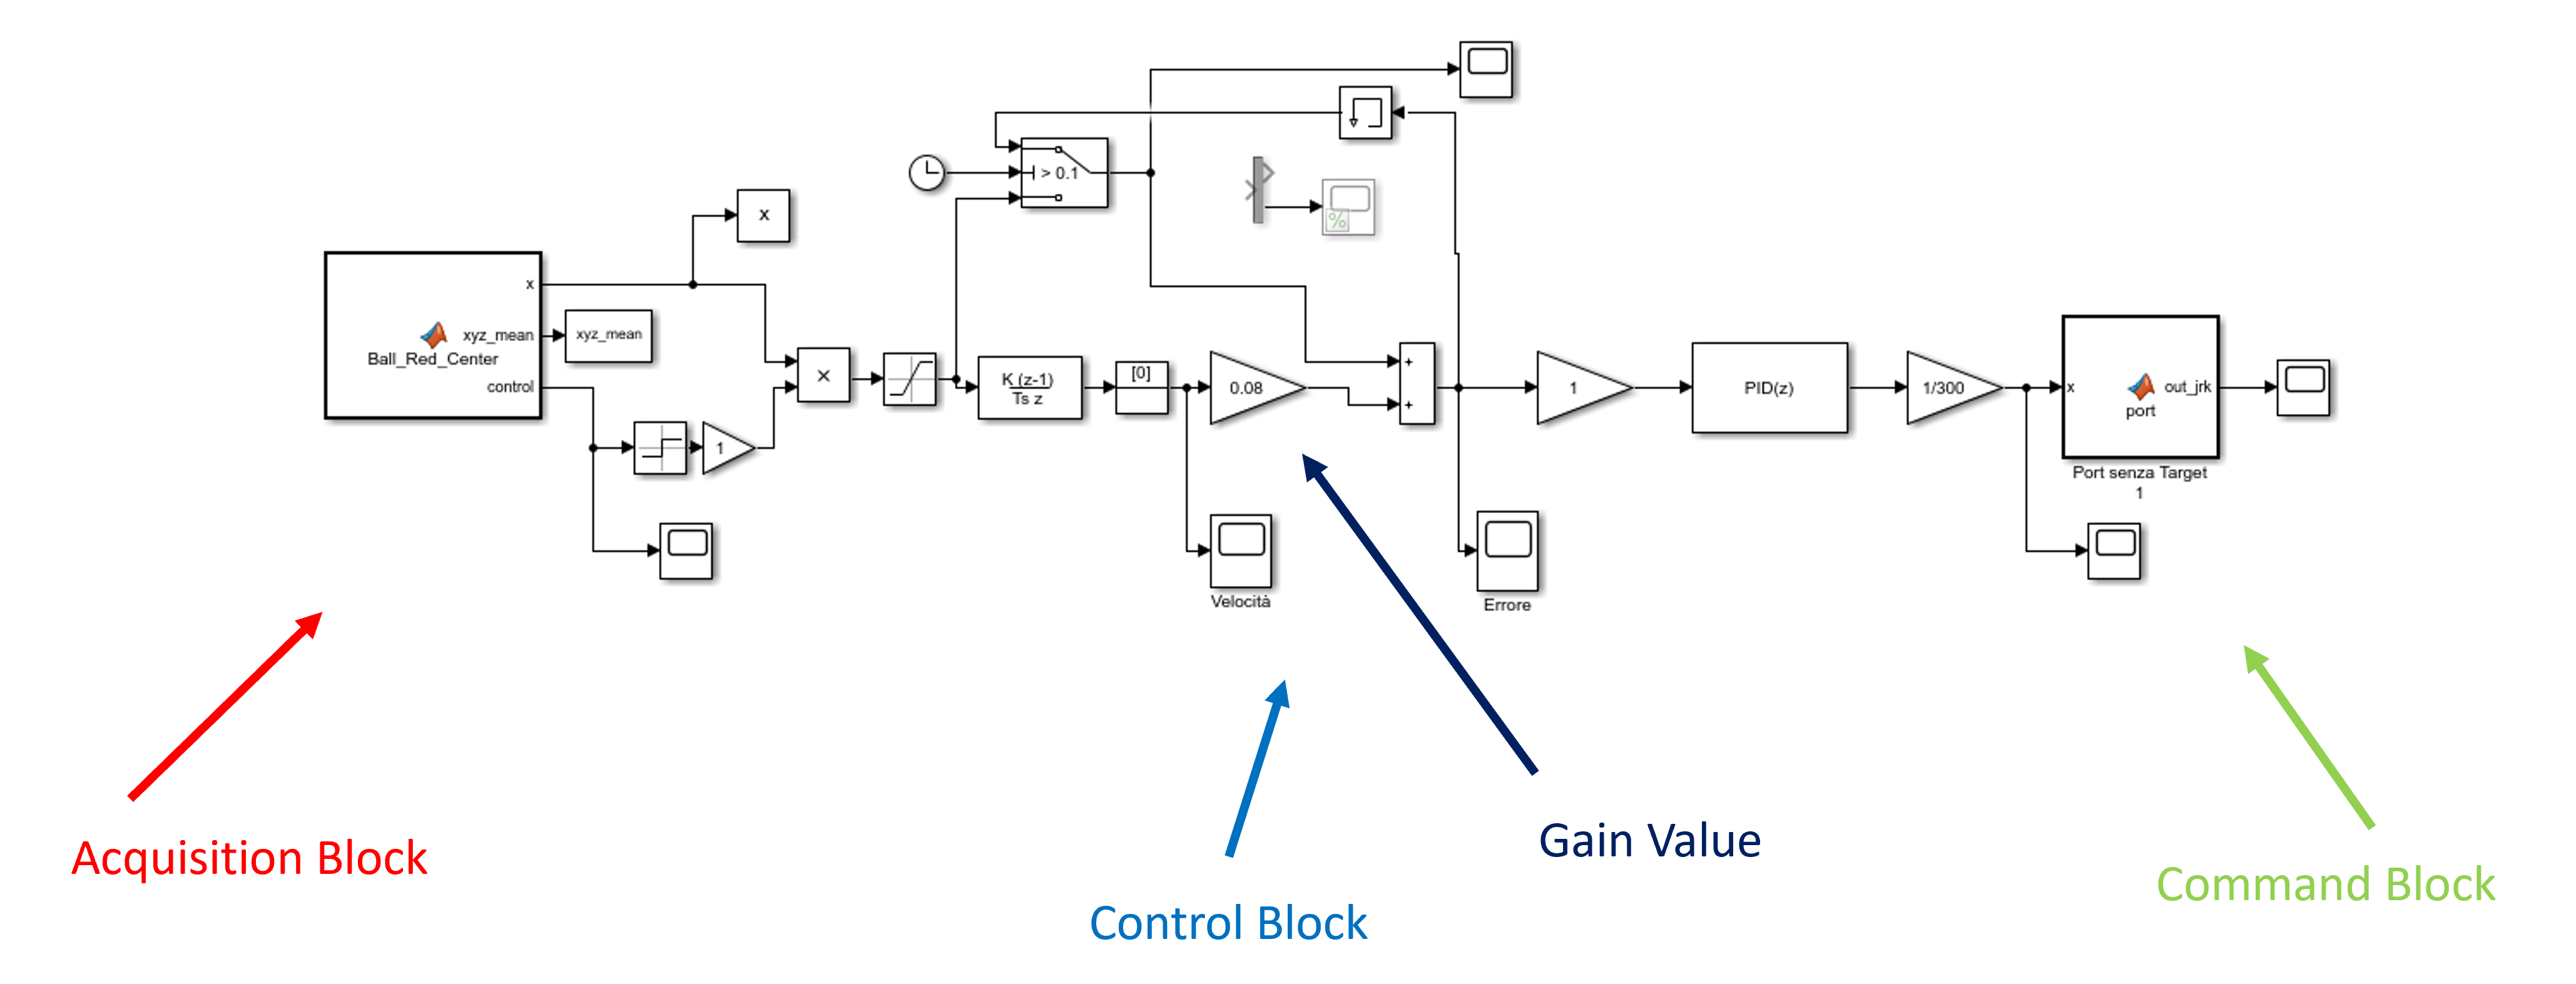 > 0.1
x
x
xyz_mean
Ball_Red_Center
control
xyz_mean
1
×
K (z-1)
Ts z
[0]
0.08
+
+
1
PID(z)
1/300
x
out_jrk
port
Port senza Target
1
%
Velocità
Errore
Acquisition Block
Control Block
Gain Value
Command Block